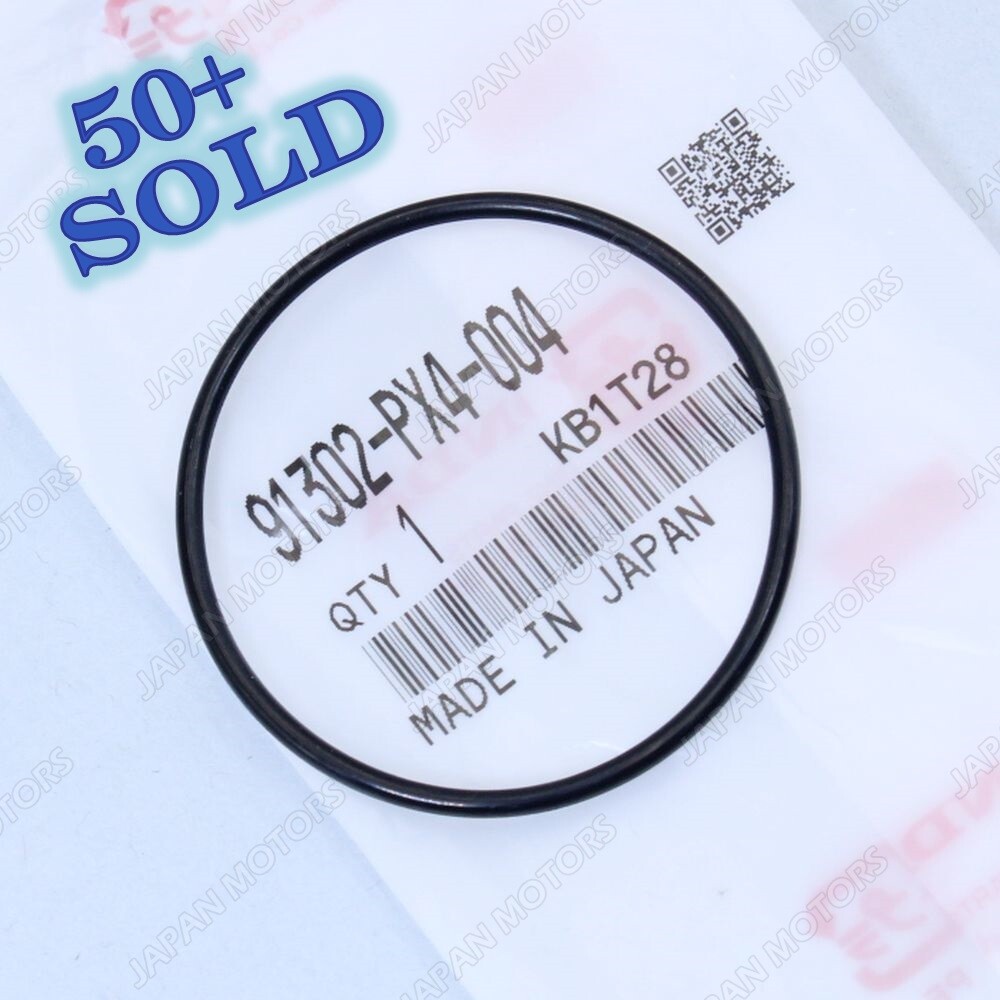 50+
SOLD
91302-PX4-004
KB1T28
QTY 1
MADE IN JAPAN
JAPAN MOTORS